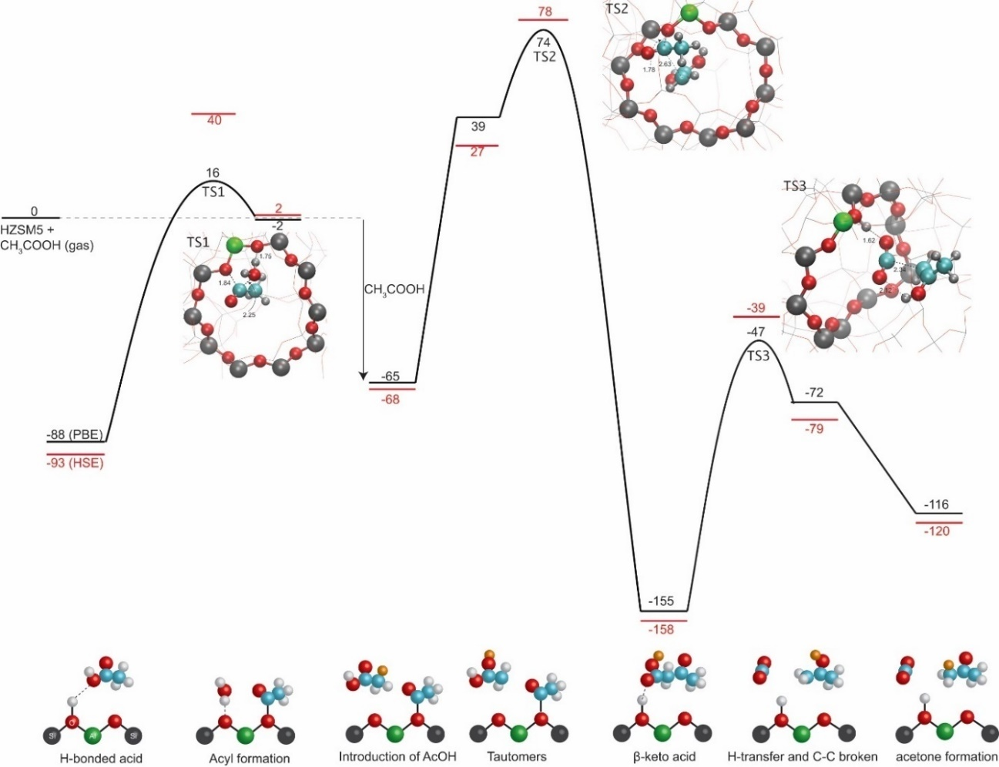 78
TS2
74
TS2
1.78
2.63
40
39
27
16
TS1
0
2
-2
HZSM5 +
CH3COOH (gas)
TS1
1.75
1.84
2.25
CH3COOH
TS3
1.62
2.12
-39
-47
TS3
-65
-68
-72
-79
-88 (PBE)
-93 (HSE)
-116
-120
-155
-158
O
Si
Al
Si
H-bonded acid
Acyl formation
Introduction of AcOH
Tautomers
β-keto acid
H-transfer and C-C broken
acetone formation